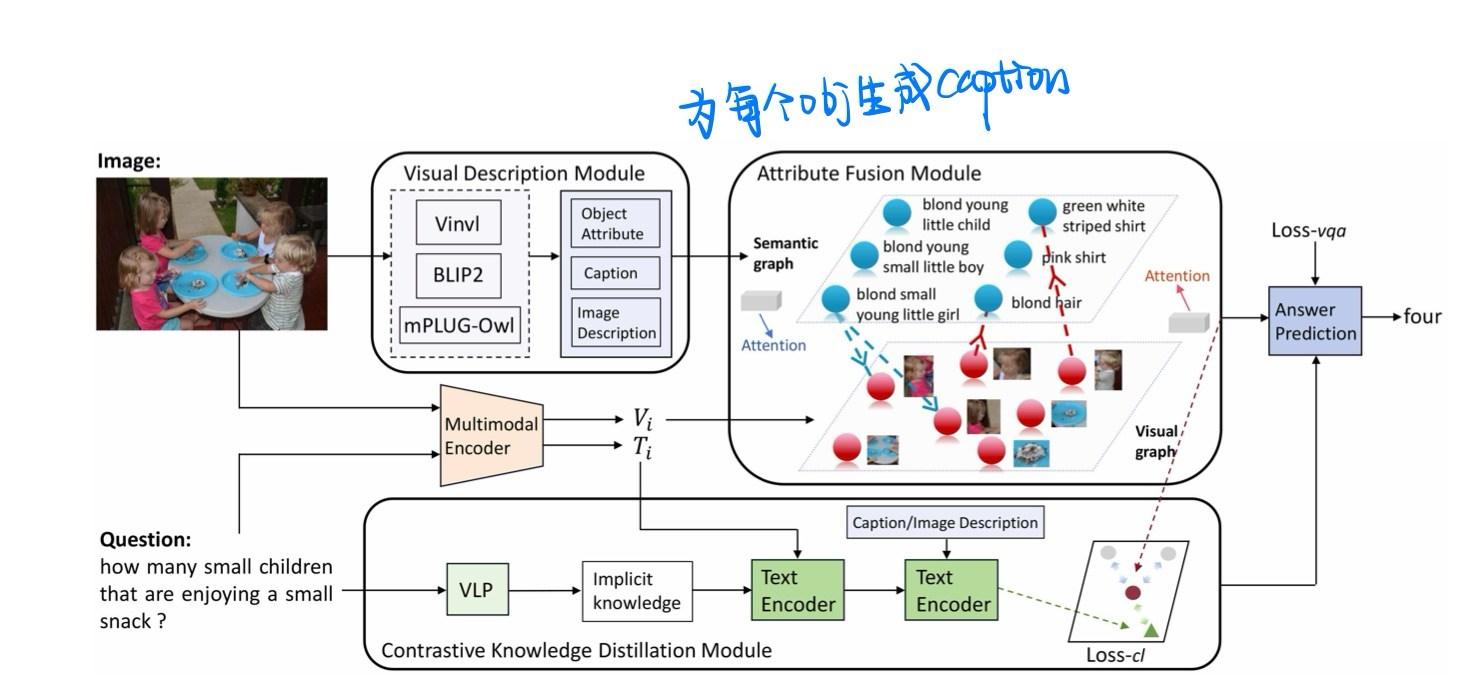 为每个obj生成caption
Image:
Visual Description Module
Vinvl
BLIP2
mPLUG-Owl
Object
Attribute
Caption
Image
Description
Semantic
graph
Attention
Attribute Fusion Module
blond young
little child
green white
striped shirt
blond young
small little boy
pink shirt
blond small
young little girl
blond hair
Attention
Visual
graph
Loss-vqa
Answer
Prediction
four
Multimodal
Encoder
Vi
Ti
Question:
how many small children
that are enjoying a small
snack ?
VLP
Implicit
knowledge
Text
Encoder
Caption/Image Description
Text
Encoder
Loss-cl
Contrastive Knowledge Distillation Module